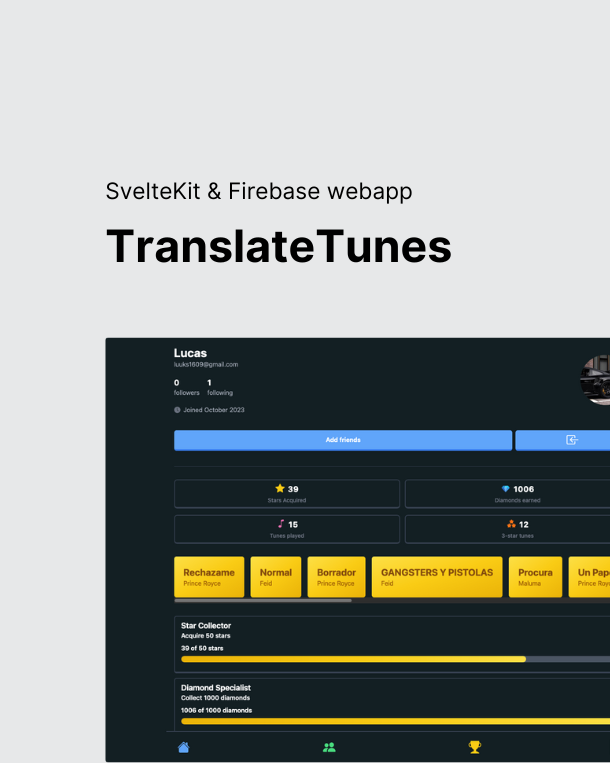 SvelteKit & Firebase webapp
TranslateTunes
Lucas
luuks1609@gmail.com
0 1
followers following
Joined October 2023
Add friends
39 1006
Stars Acquired Diamonds earned
15 12
Tunes played 3-star tunes
Rechazame Normal Borrador GANGSTERS Y PISTOLAS Procura Un Pap
Prince Royce Feid Prince Royce Feid Maluma Prince Roy
Star Collector
Acquire 50 stars
39 of 50 stars
Diamond Specialist
Collect 1000 diamonds
1006 of 1000 diamonds